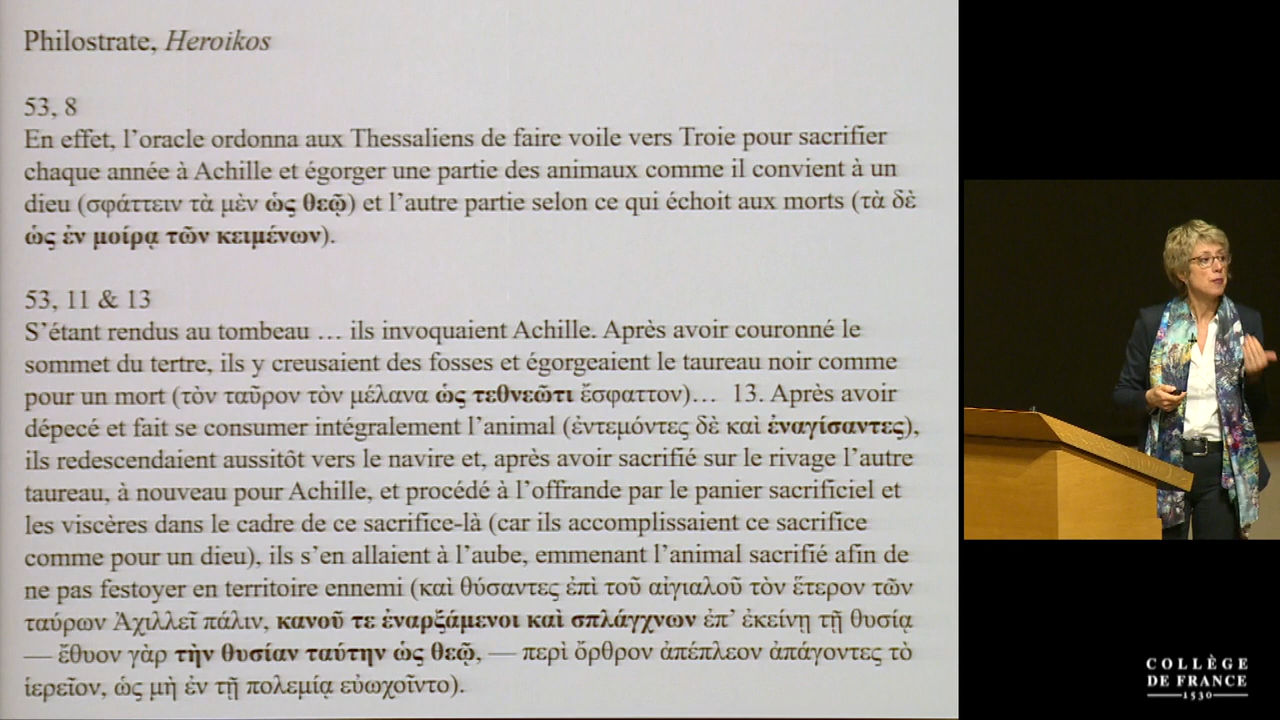 Philostrate, Heroikos
53, 8
En effet, l’oracle ordonna aux Thessaliens de faire voile vers Troie pour sacrifier
chaque année à Achille et égorger une partie des animaux comme il convient à un
dieu (σφάττειν τὰ μὲν ὡς θεῷ) et l’autre partie selon ce qui échoit aux morts (τὰ δὲ
ὡς ἐν μοίρᾳ τῶν κειμένων).
53, 11 & 13
S’étant rendus au tombeau … ils invoquaient Achille. Après avoir couronné le
sommet du tertre, ils y creusaient des fosses et égorgeaient le taureau noir comme
pour un mort (τὸν ταῦρον τὸν μέλανα ὡς τεθνεῶτι ἔσφαττον)… 13. Après avoir
dépecé et fait se consumer intégralement l’animal (ἐντεμόντες δὲ καὶ ἐναγίσαντες),
ils redescendaient aussitôt vers le navire et, après avoir sacrifié sur le rivage l’autre
taureau, à nouveau pour Achille, et procédé à l’offrande par le panier sacrificiel et
les viscères dans le cadre de ce sacrifice-là (car ils accomplissaient ce sacrifice
comme pour un dieu), ils s’en allaient à l’aube, emmenant l’animal sacrifié afin de
ne pas festoyer en territoire ennemi (καὶ θύσαντες ἐπὶ τοῦ αἰγιαλοῦ τὸν ἕτερον τῶν
ταύρων Ἀχιλλεῖ πάλιν, κανοῦ τε ἐναρξάμενοι καὶ σπλάγχνων ἐπ’ ἐκείνῃ τῇ θυσίᾳ
— ἔθυον γὰρ τὴν θυσίαν ταύτην ὡς θεῷ, — περὶ ὄρθρον ἀπέπλεον ἀπάγοντες τὸ
ἱερεῖον, ὡς μὴ ἐν τῇ πολεμίᾳ εὐωχοῖντο).
COLLÈGE
DE FRANCE
1530